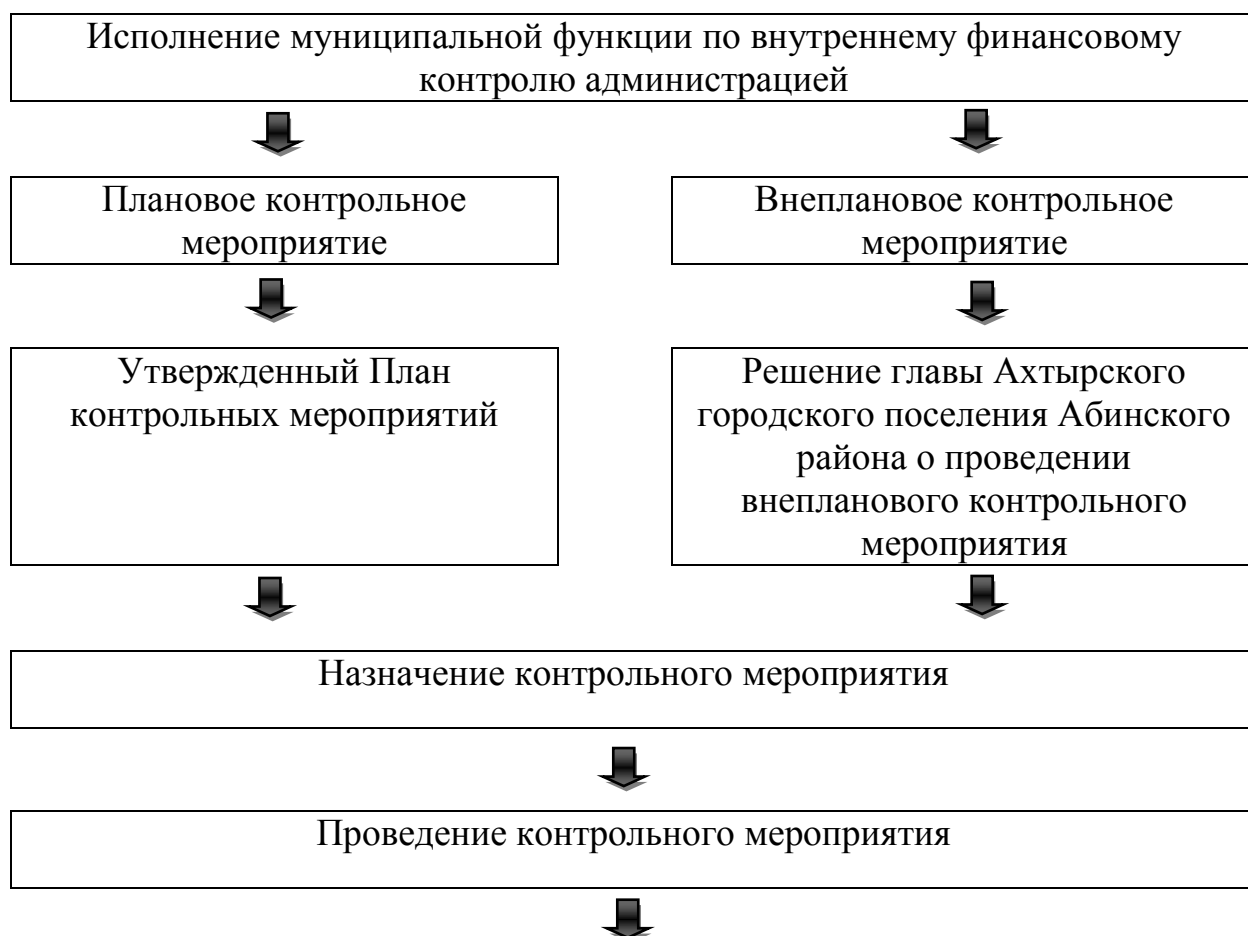 Исполнение муниципальной функции по внутреннему финансовому
контролю администрацией
Плановое контрольное
мероприятие
Внеплановое контрольное
мероприятие
Утвержденный План
контрольных мероприятий
Решение главы Ахтырского
городского поселения Абинского
района о проведении
внепланового контрольного
мероприятия
Назначение контрольного мероприятия
Проведение контрольного мероприятия